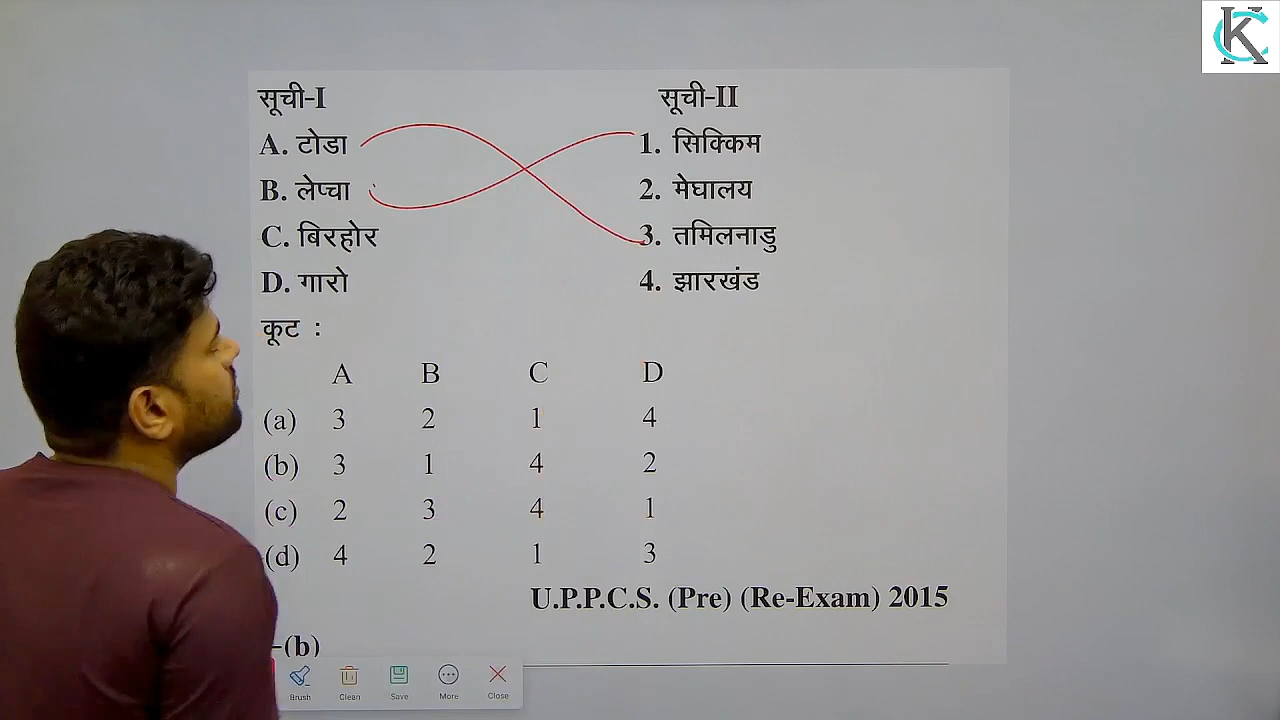 KC
सूची-I सूची-II
A. टोडा 1. सिक्किम
B. लेप्चा 2. मेघालय
C. बिरहोर 3. तमिलनाडु
D. गारो 4. झारखंड
कूट :
A B C D
(a) 3 2 1 4
(b) 3 1 4 2
(c) 2 3 4 1
(d) 4 2 1 3
U.P.P.C.S. (Pre) (Re-Exam) 2015
-(b)
Brush Clean Save More Close